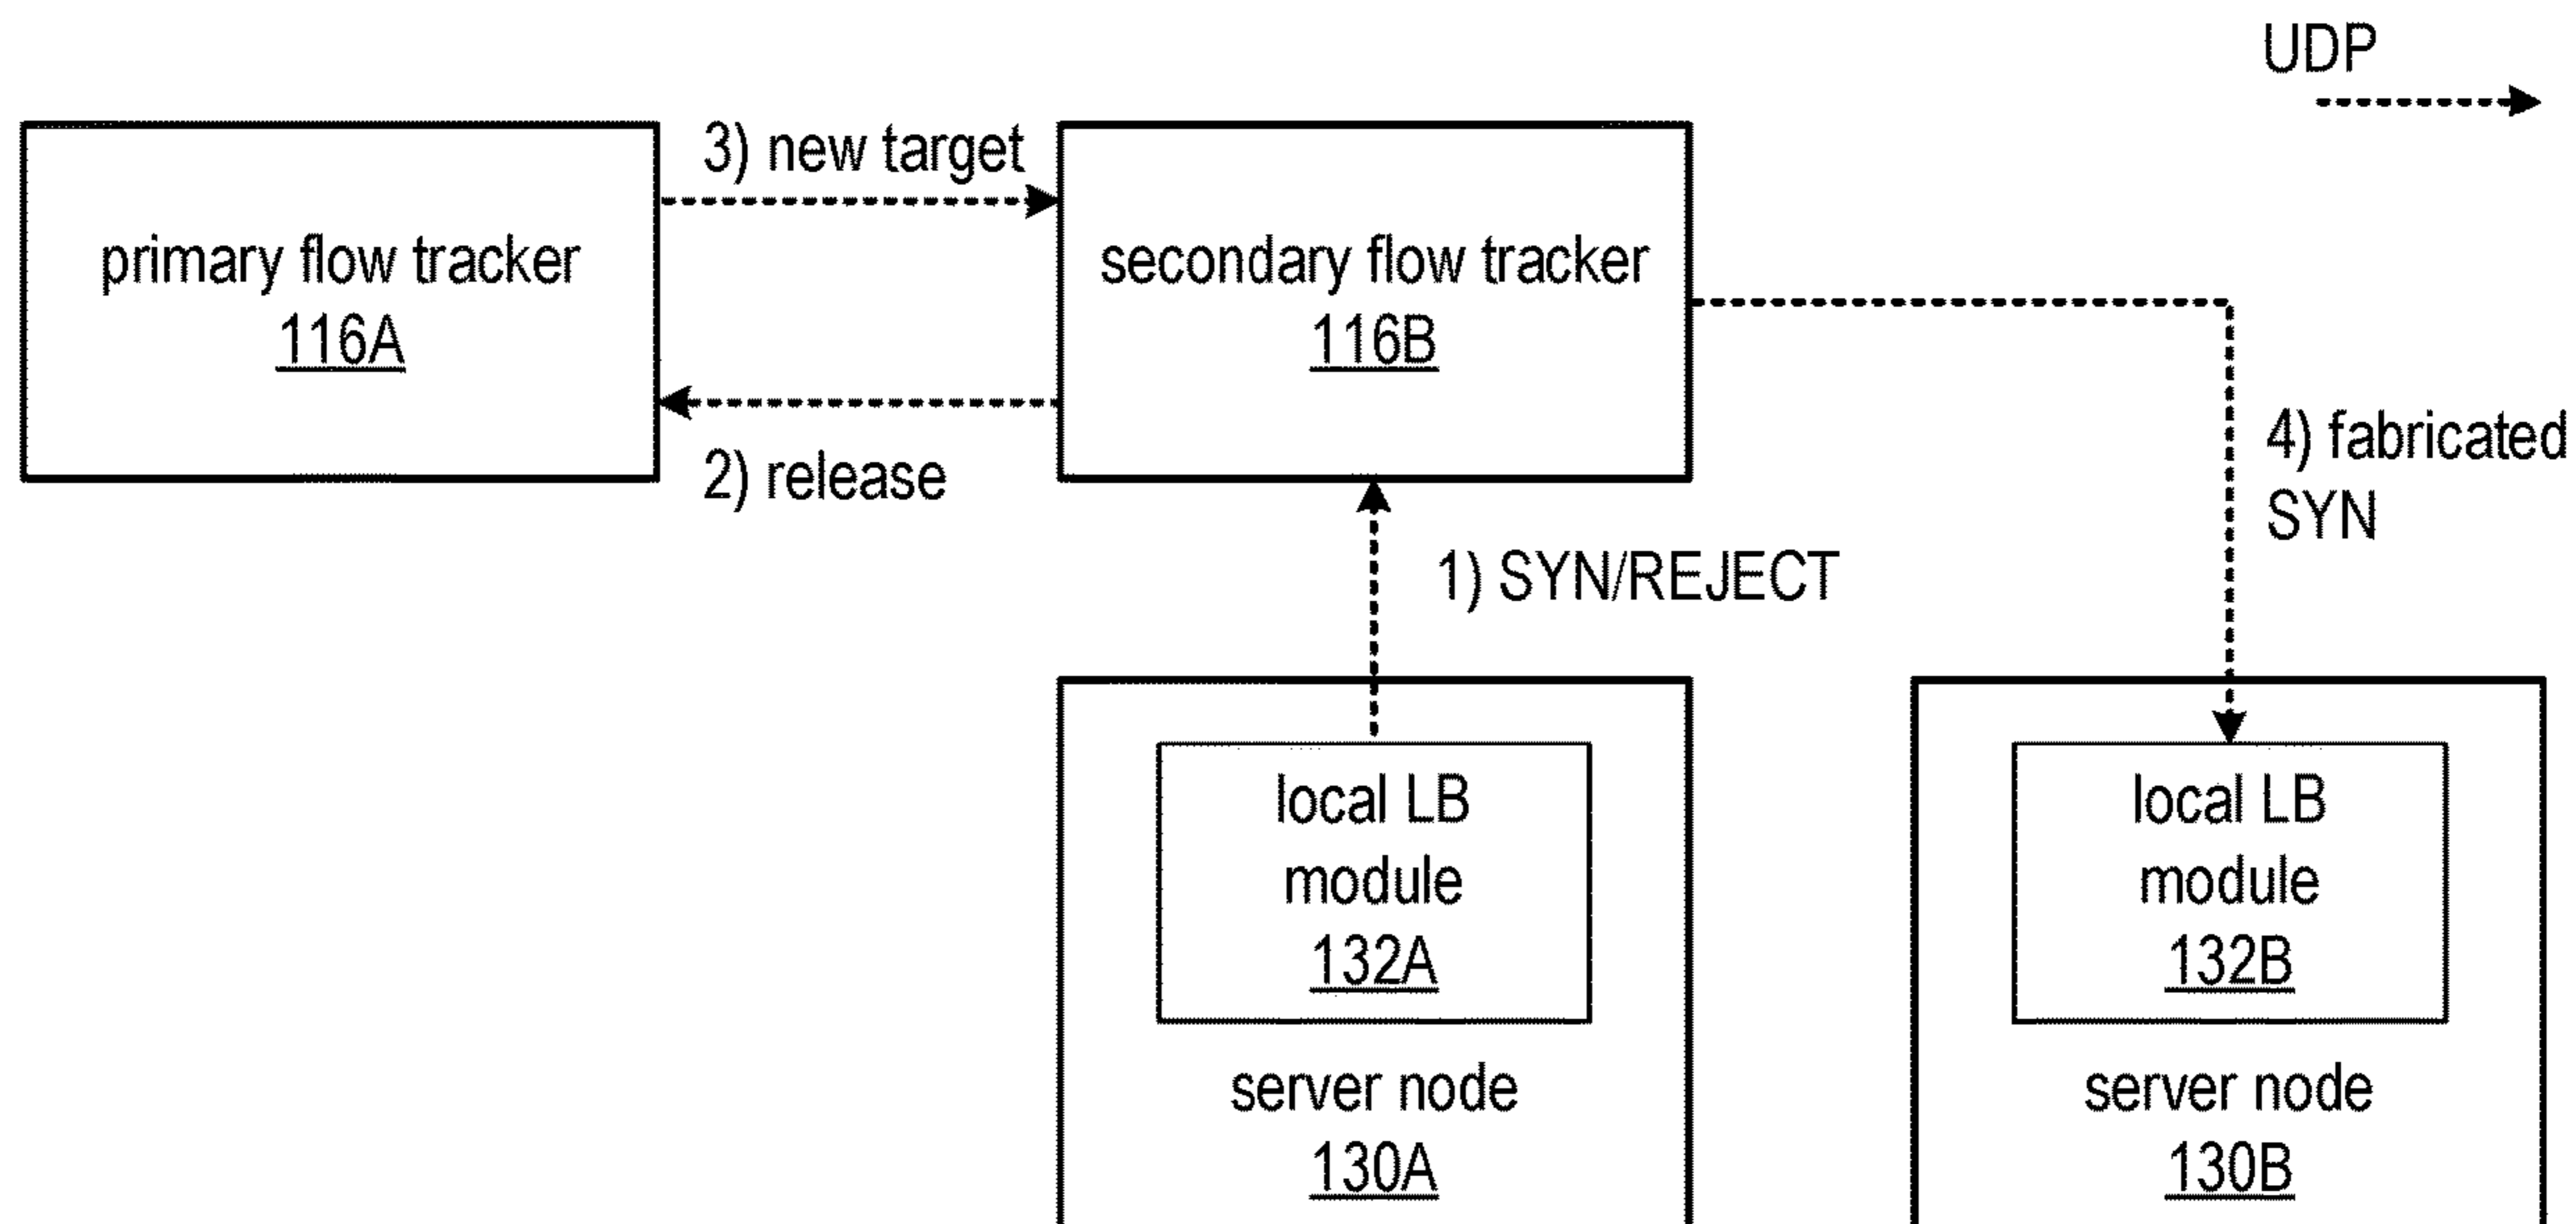 UDP
3) new target
primary flow tracker
116A
secondary flow tracker
116B
2) release
4) fabricated
SYN
1) SYN/REJECT
local LB
module
132A
server node
130A
local LB
module
132B
server node
130B